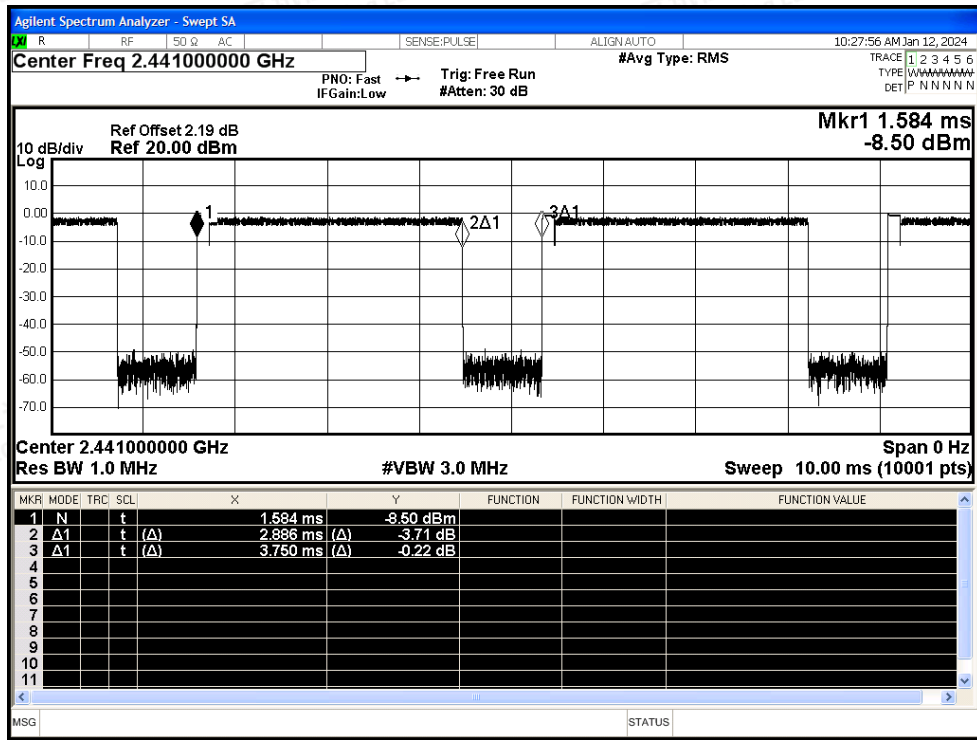 Agilent Spectrum Analyzer - Swept SA
LXI R RF 50 Ω AC SENSE:PULSE ALIGN AUTO 10:27:56 AM Jan 12, 2024
Center Freq 2.441000000 GHz #Avg Type: RMS TRACE 1 2 3 4 5 6
PNO: Fast Trig: Free Run TYPE
IFGain:Low #Atten: 30 dB DET P N N N N N
Mkr1 1.584 ms
Ref Offset 2.19 dB
10 dB/div Ref 20.00 dBm -8.50 dBm
Log
10.0
0.00
1 2Δ1 3Δ1
-10.0
-20.0
-30.0
-40.0
-50.0
-60.0
-70.0
Center 2.441000000 GHz Span 0 Hz
Res BW 1.0 MHz #VBW 3.0 MHz Sweep 10.00 ms (10001 pts)
MKR MODE TRC SCL X Y FUNCTION FUNCTION WIDTH FUNCTION VALUE
1 N t 1.584 ms -8.50 dBm
2 Δ1 t (Δ) 2.886 ms (Δ) -3.71 dB
3 Δ1 t (Δ) 3.750 ms (Δ) -0.22 dB
4
5
6
7
8
9
10
11
MSG STATUS